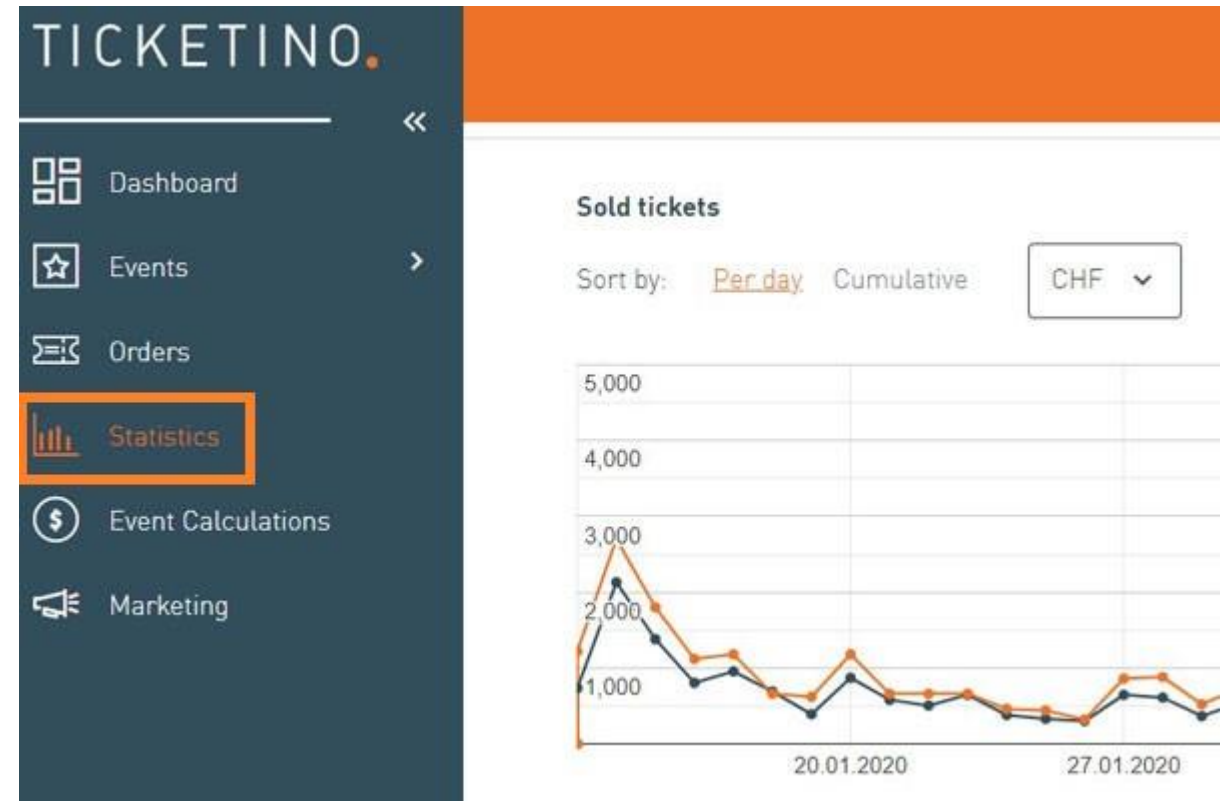 TICKETINO.
Dashboard
Events
Orders
Statistics
Event Calculations
Marketing
Sold tickets
Sort by: Per day Cumulative CHF
5,000
4,000
3,000
2,000
1,000
20.01.2020 27.01.2020